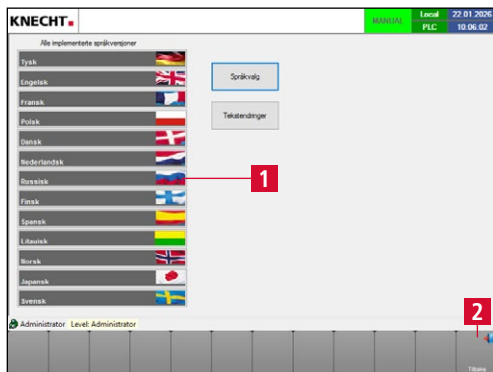 KNECHT
MANUAL
Local
22.01.2026
PLC
10:06:02
Alle implementerte språkversjoner
Tysk
Engelsk
Fransk
Polsk
Dansk
Nederlandsk
Russisk
Finsk
Spansk
Litauisk
Norsk
Japansk
Svensk
Språkvalg
Tekstendringer
1
2
Administrator Level: Administrator
Tilbake